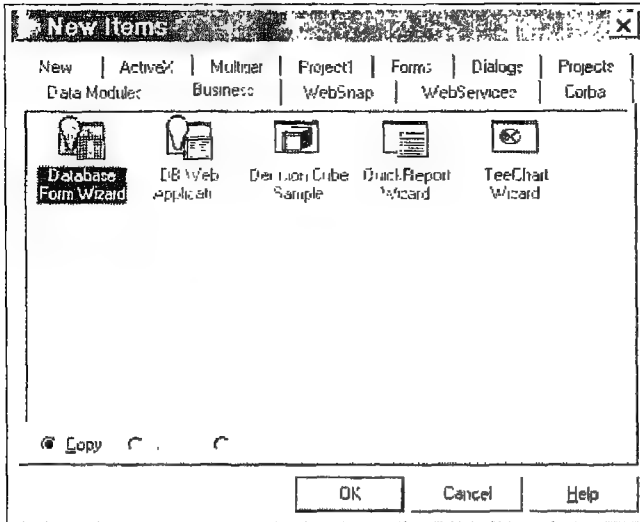 New Items
New ActiveX Multitier Project1 Forms Dialogs Projects
Data Modules Business WebSnap WebServices Corba
Database Form Wizard
DB Web Applicati
Decision Cube Sample
QuickReport Wizard
TeeChart Wizard
Copy
OK Cancel Help